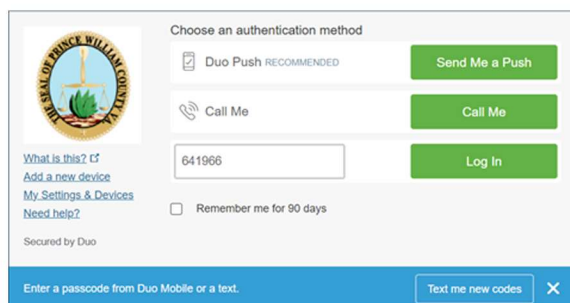 Choose an authentication method
THE SEAL OF PRINCE WILLIAM COUNTY VA
Duo Push RECOMMENDED
Send Me a Push
Call Me
Call Me
641966
Log In
Remember me for 90 days
What is this?
Add a new device
My Settings & Devices
Need help?
Secured by Duo
Enter a passcode from Duo Mobile or a text.
Text me new codes